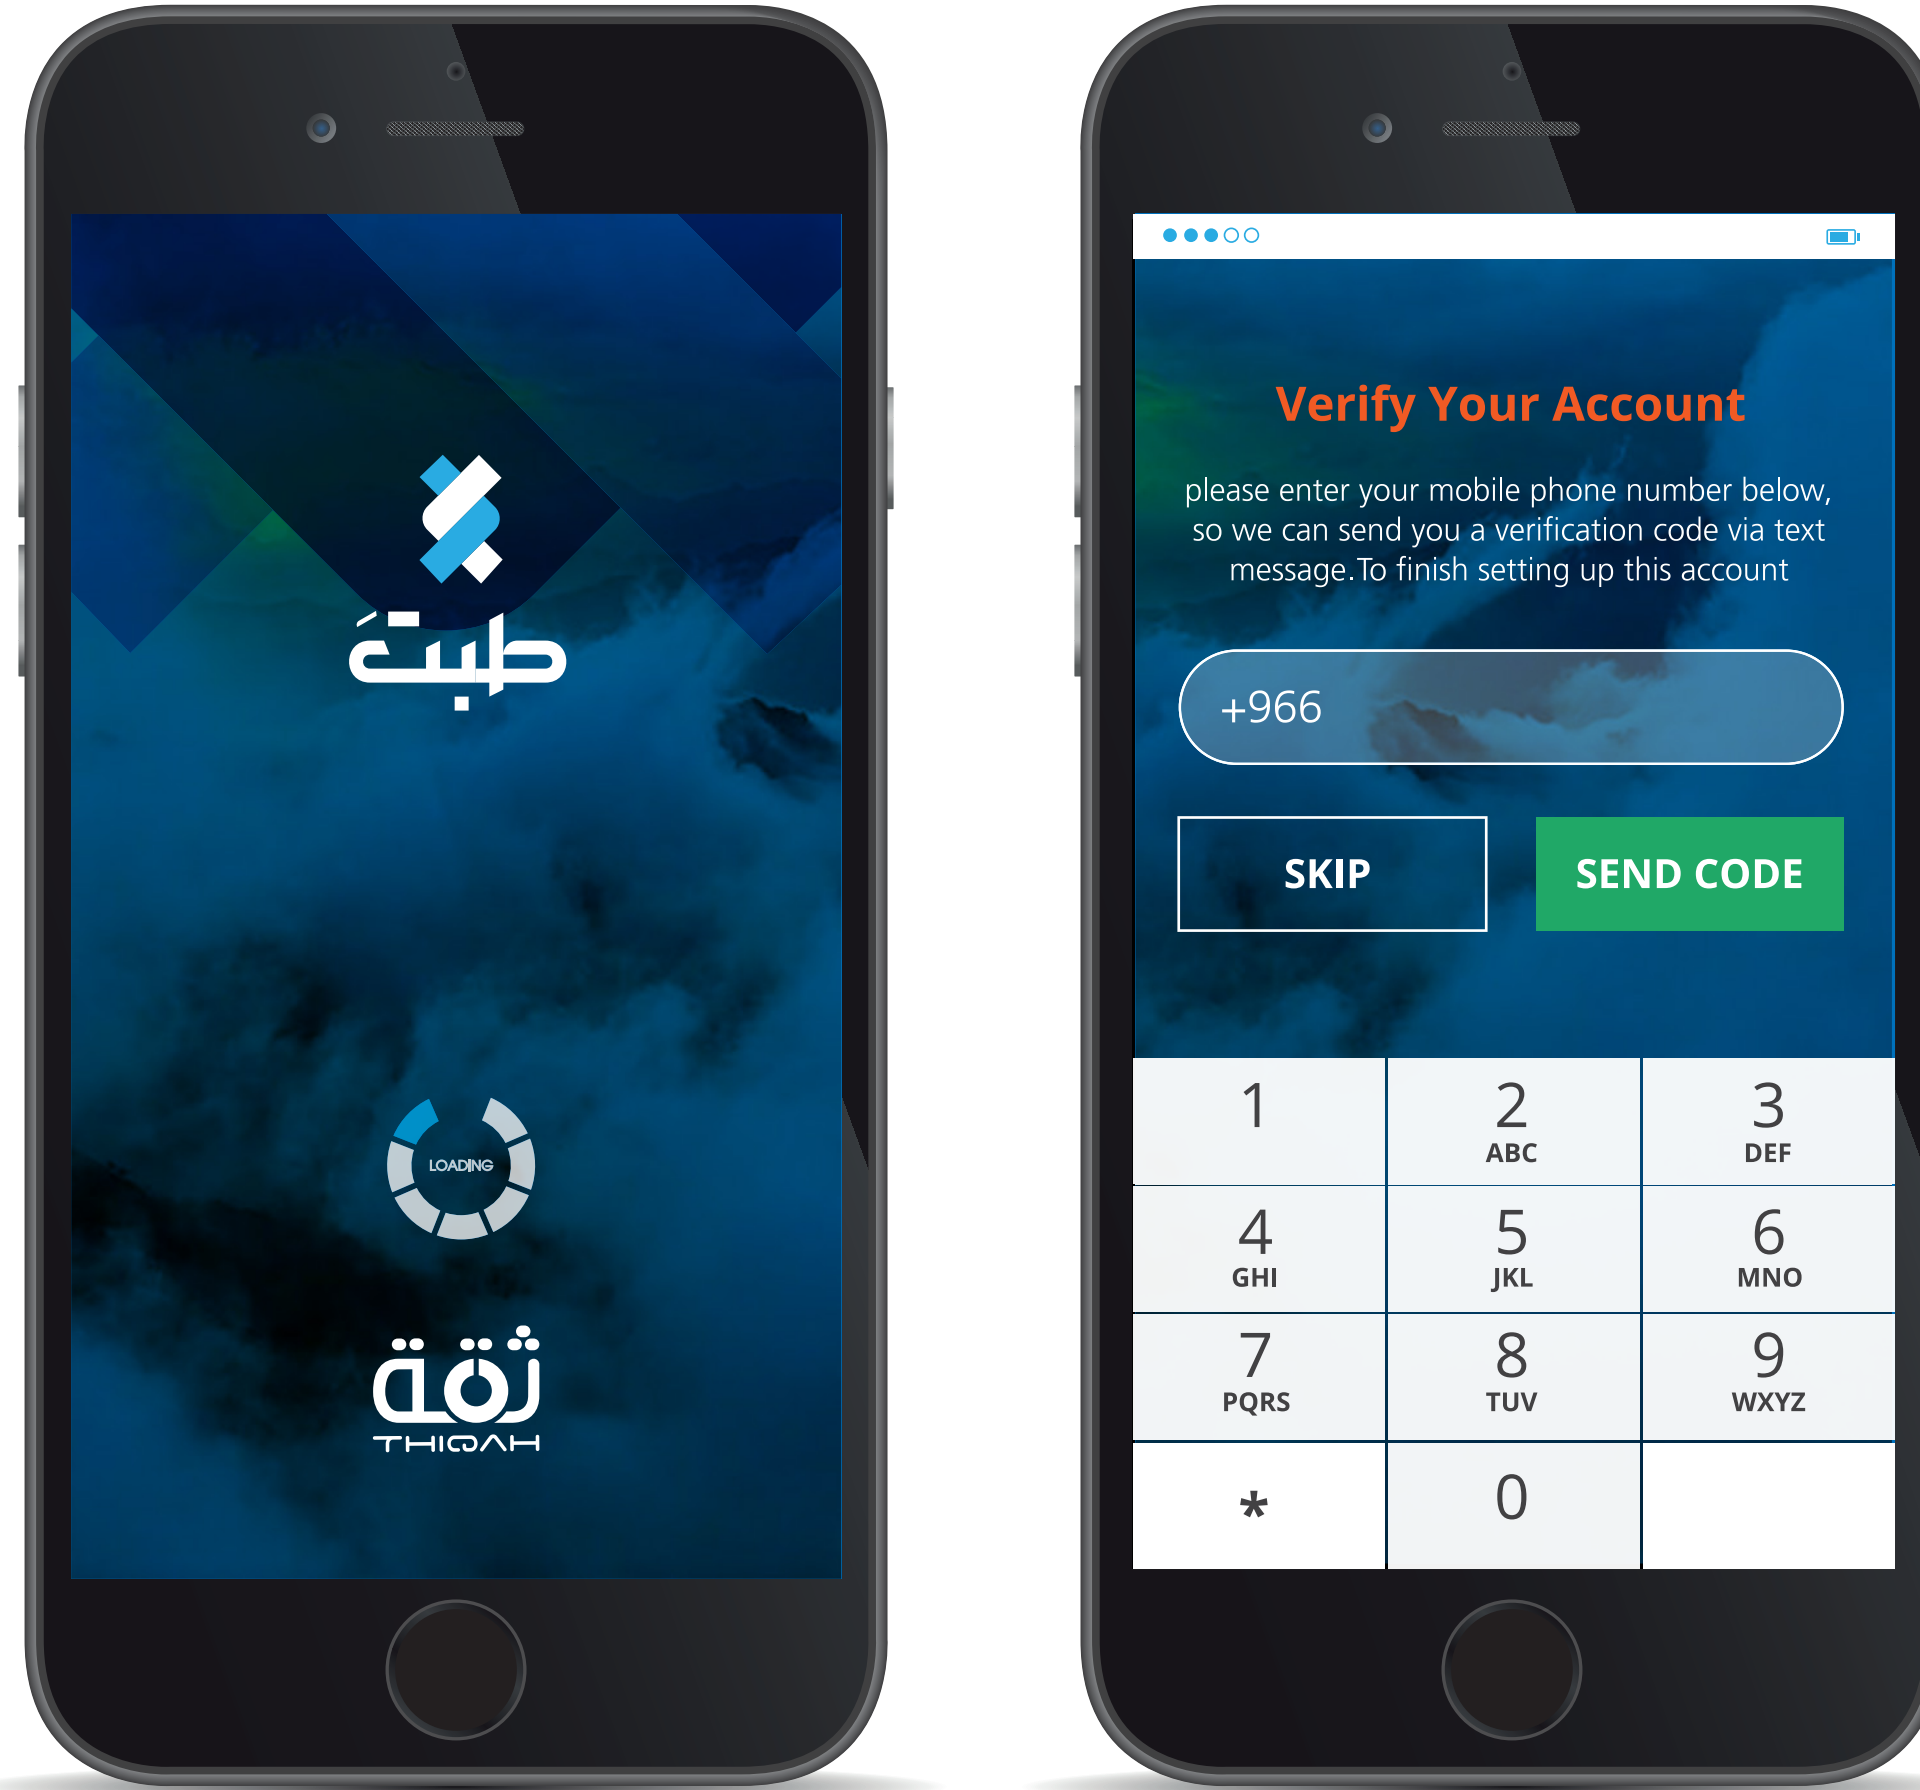 طبتَ
LOADING
ثقة
THIQAH
Verify Your Account
please enter your mobile phone number below,
so we can send you a verification code via text
message.To finish setting up this account
+966
SKIP
SEND CODE
1
2
ABC
3
DEF
4
GHI
5
JKL
6
MNO
7
PQRS
8
TUV
9
WXYZ
*
0